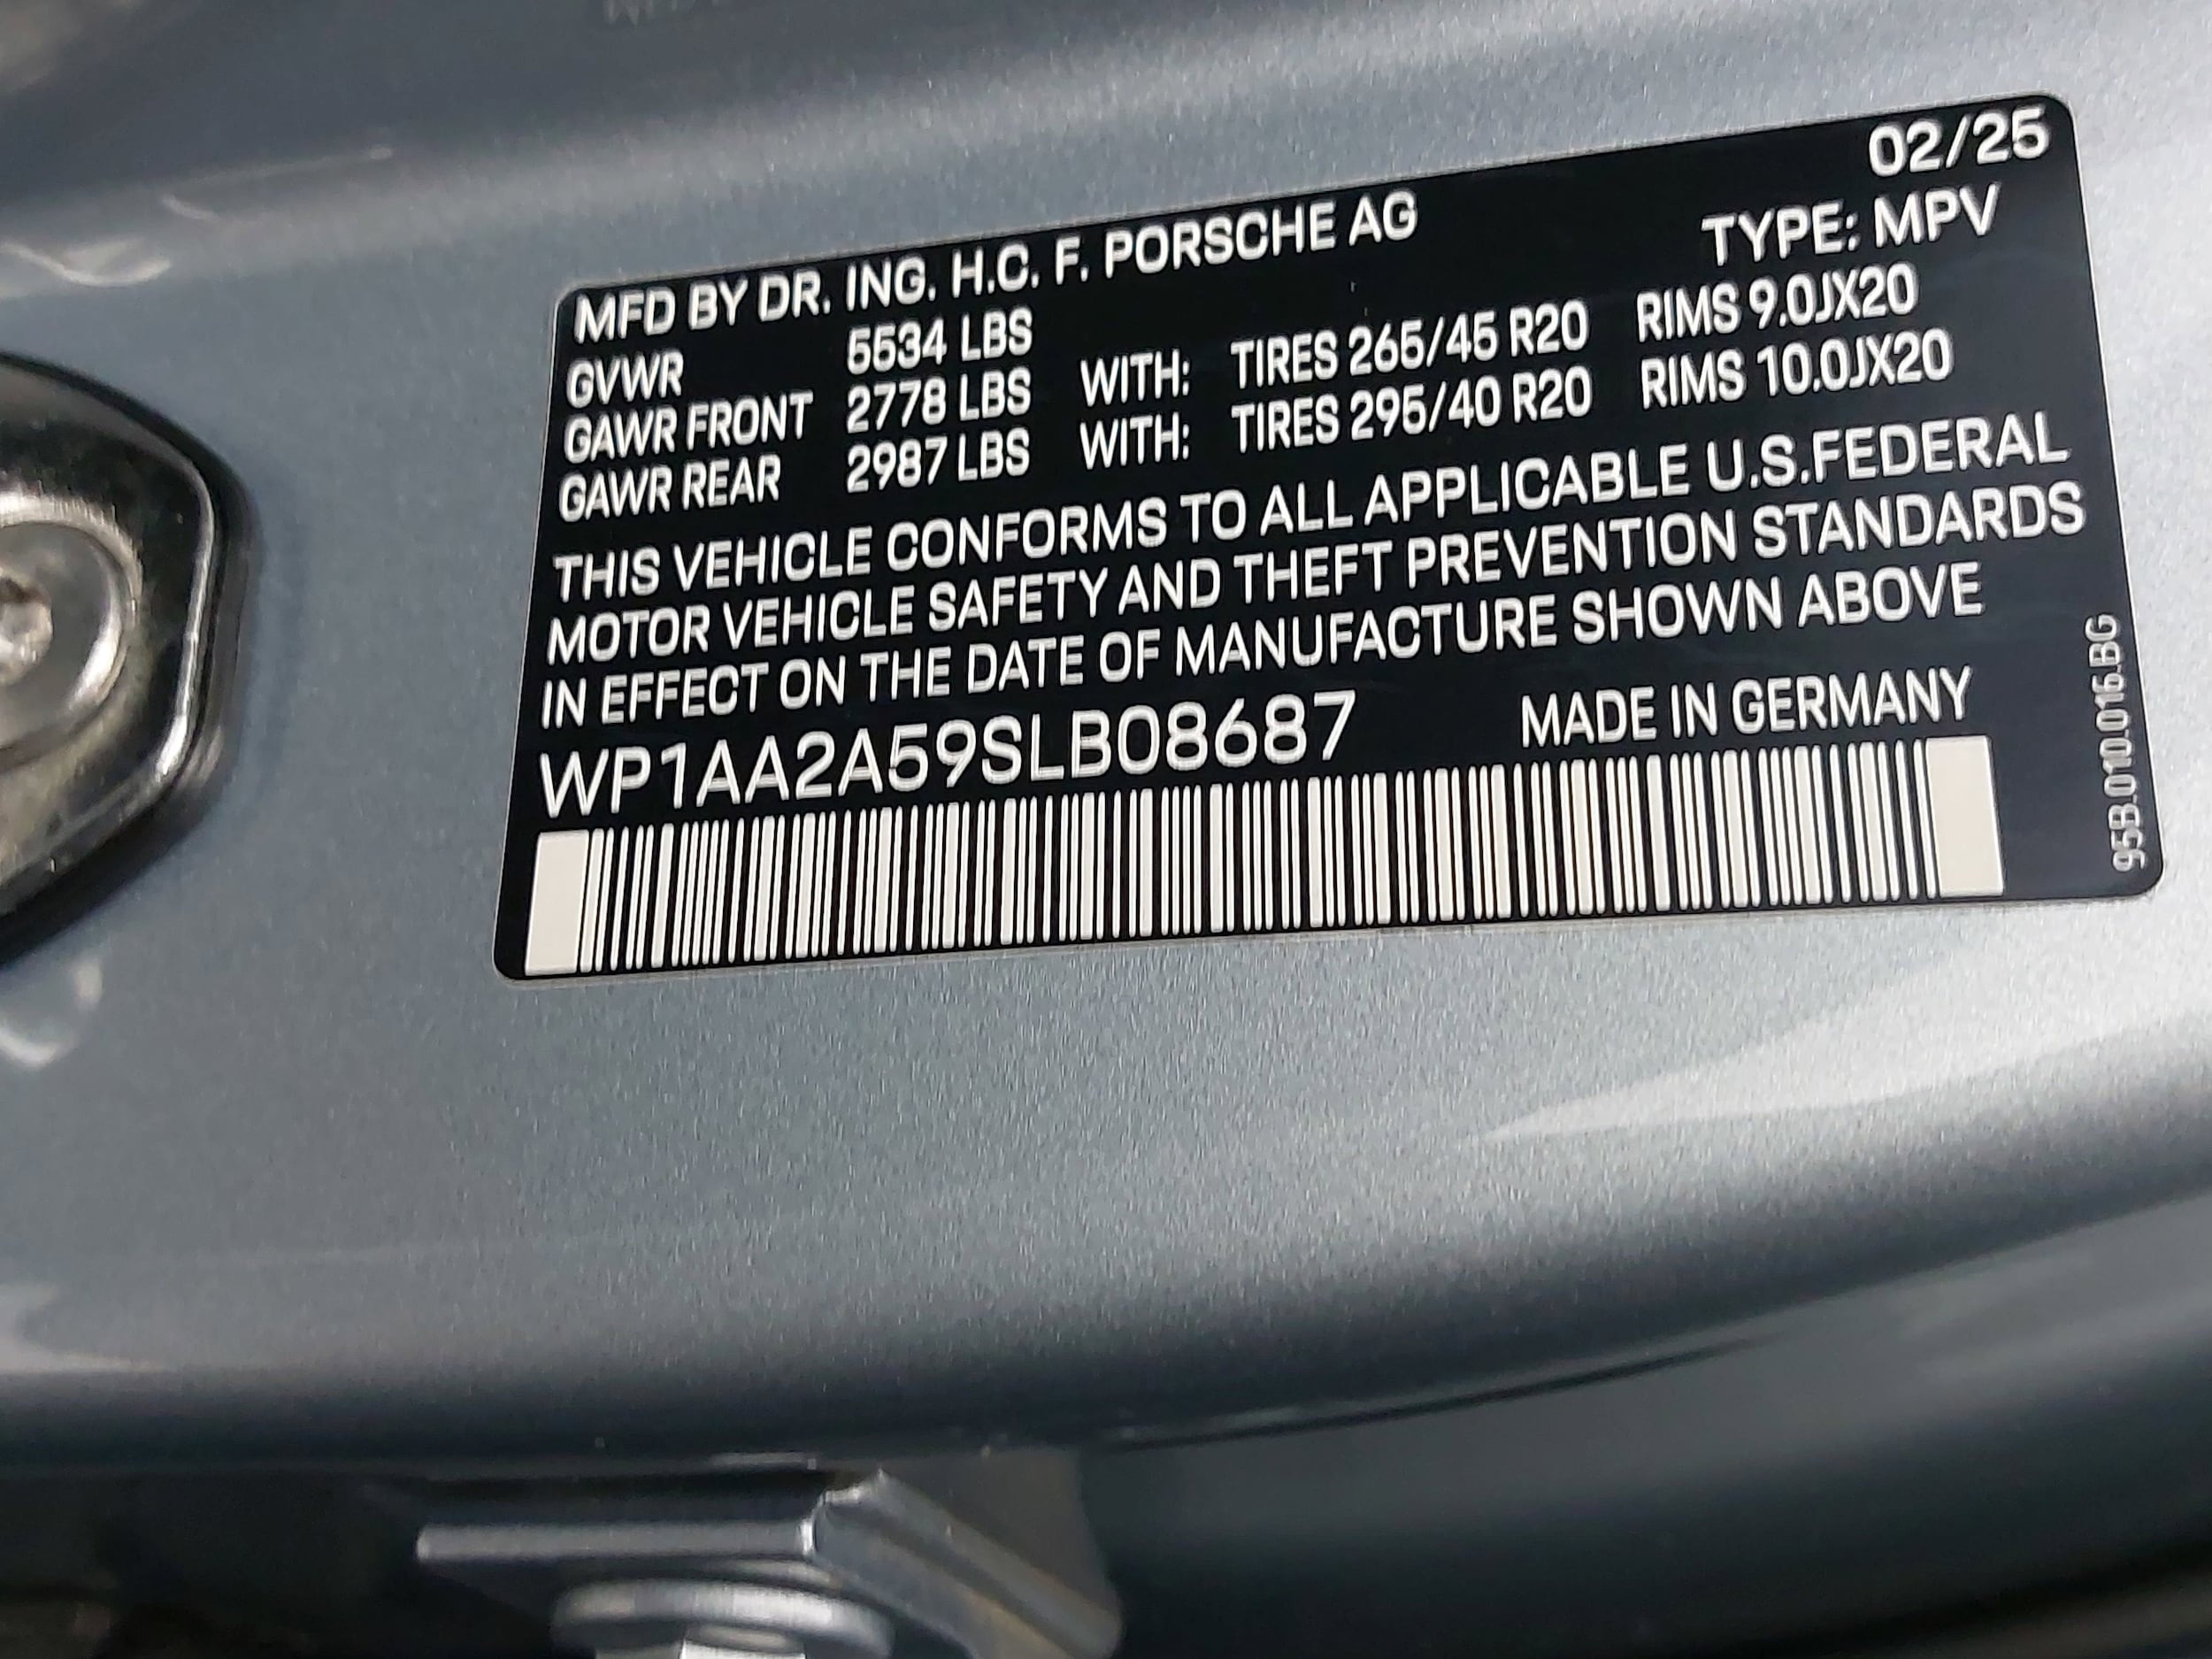 02/25
MFD BY DR. ING. H.C. F. PORSCHE AG TYPE: MPV
GVWR 5534 LBS
GAWR FRONT 2778 LBS WITH: TIRES 265/45 R20 RIMS 9.0JX20
GAWR REAR 2987 LBS WITH: TIRES 295/40 R20 RIMS 10.0JX20
THIS VEHICLE CONFORMS TO ALL APPLICABLE U.S.FEDERAL
MOTOR VEHICLE SAFETY AND THEFT PREVENTION STANDARDS
IN EFFECT ON THE DATE OF MANUFACTURE SHOWN ABOVE
WP1AA2A59SLB08687 MADE IN GERMANY
95B.010.016.BG